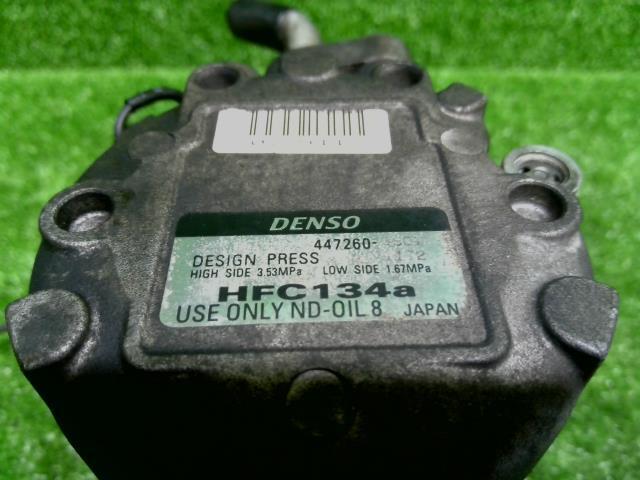 DENSO
447260-
DESIGN PRESS
HIGH SIDE 3.53MPa LOW SIDE 1.67MPa
HFC134a
USE ONLY ND-OIL 8 JAPAN